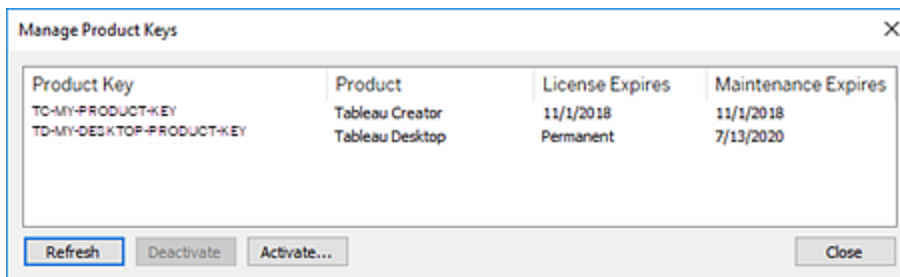 Manage Product Keys
Product Key Product License Expires Maintenance Expires
TC-MY-PRODUCT-KEY Tableau Creator 11/1/2018 11/1/2018
TD-MY-DESKTOP-PRODUCT-KEY Tableau Desktop Permanent 7/13/2020
Refresh Deactivate Activate... Close